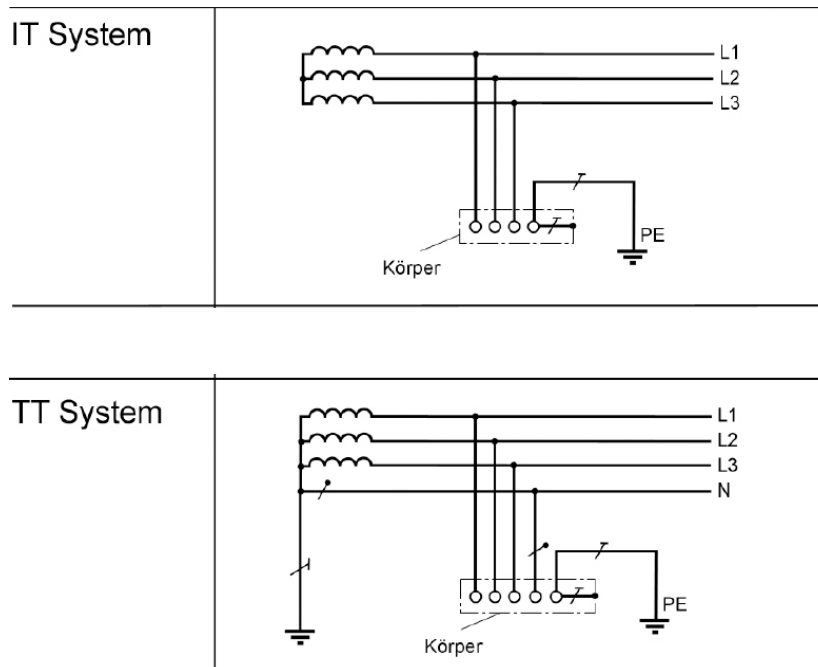 IT System
L1
L2
L3
PE
Körper
TT System
L1
L2
L3
N
PE
Körper